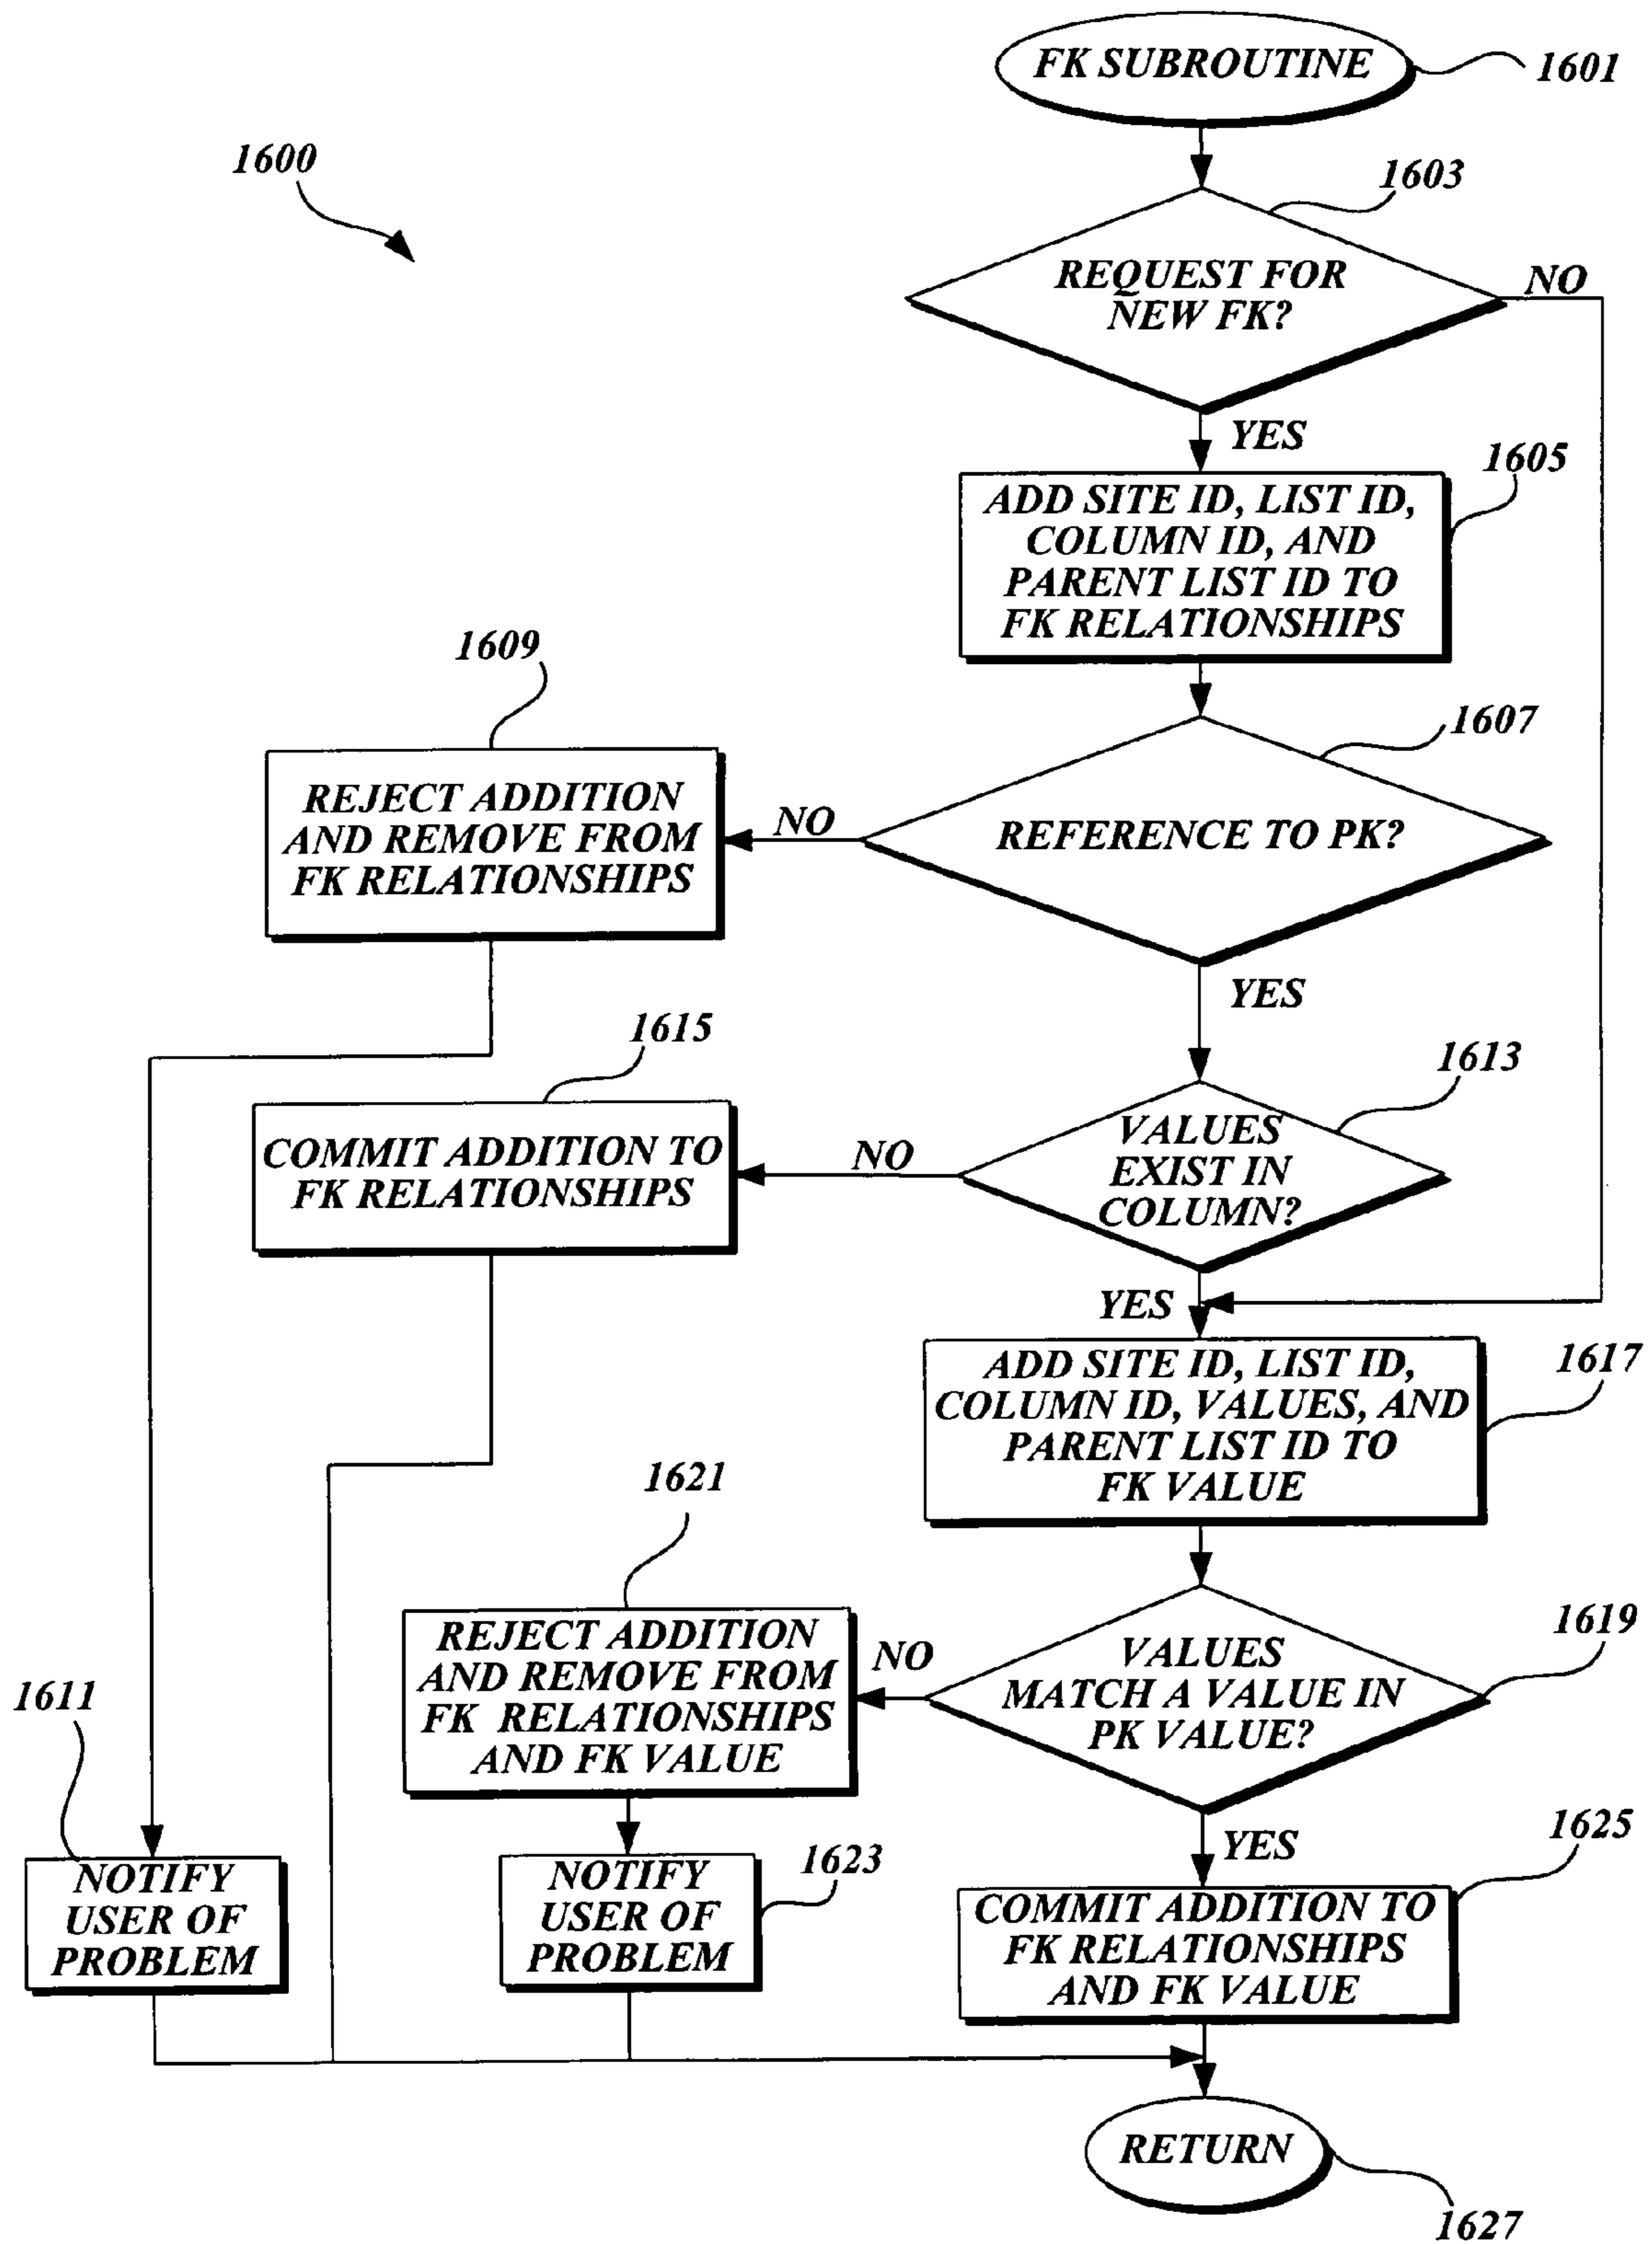 FK SUBROUTINE
1601
1600
1603
REQUEST FOR
NEW FK?
NO
YES
1605
ADD SITE ID, LIST ID,
COLUMN ID, AND
PARENT LIST ID TO
FK RELATIONSHIPS
1609
1607
REJECT ADDITION
AND REMOVE FROM
FK RELATIONSHIPS
NO
REFERENCE TO PK?
YES
1615
1613
COMMIT ADDITION TO
FK RELATIONSHIPS
NO
VALUES
EXIST IN
COLUMN?
YES
1617
ADD SITE ID, LIST ID,
COLUMN ID, VALUES, AND
PARENT LIST ID TO
FK VALUE
1621
1619
REJECT ADDITION
AND REMOVE FROM
FK RELATIONSHIPS
AND FK VALUE
NO
VALUES
MATCH A VALUE IN
PK VALUE?
1611
YES
1625
NOTIFY
USER OF
PROBLEM
NOTIFY
USER OF
PROBLEM
1623
COMMIT ADDITION TO
FK RELATIONSHIPS
AND FK VALUE
RETURN
1627